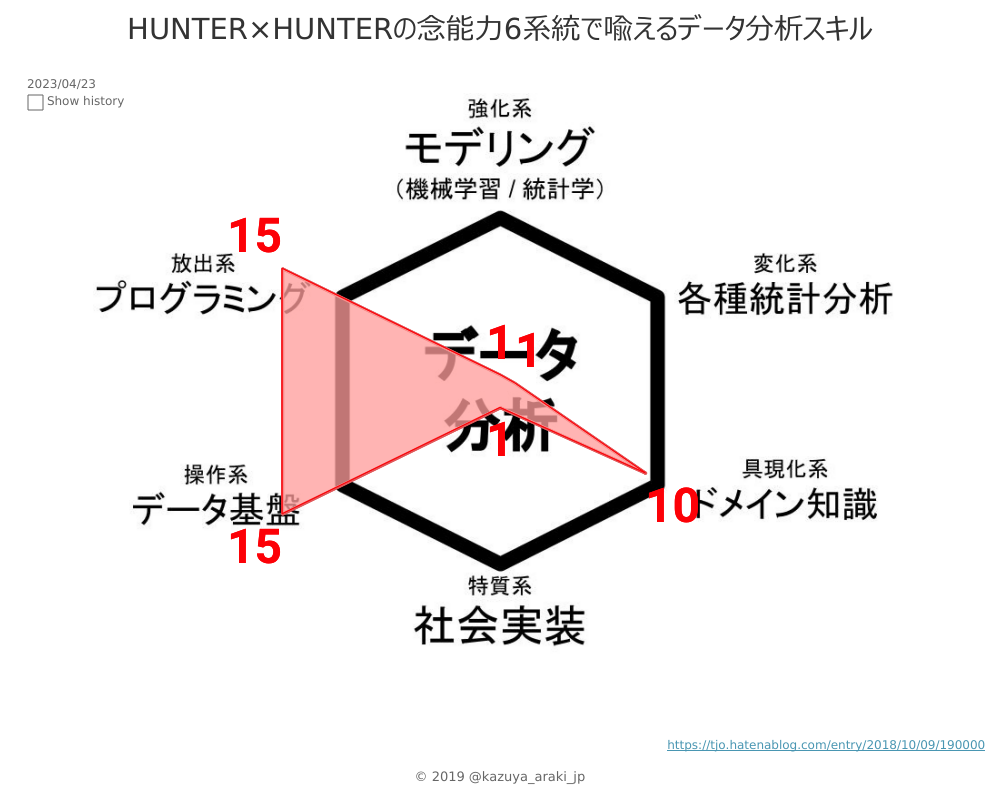 HUNTER×HUNTERの念能力6系統で喩えるデータ分析スキル
2023/04/23
Show history
強化系
モデリング
（機械学習 / 統計学）
15
放出系
プログラミング
変化系
各種統計分析
1
1
データ
分析
1
操作系
データ基盤
15
具現化系
ドメイン知識
10
特質系
社会実装
https://tjo.hatenablog.com/entry/2018/10/09/190000
© 2019 @kazuya_araki_jp